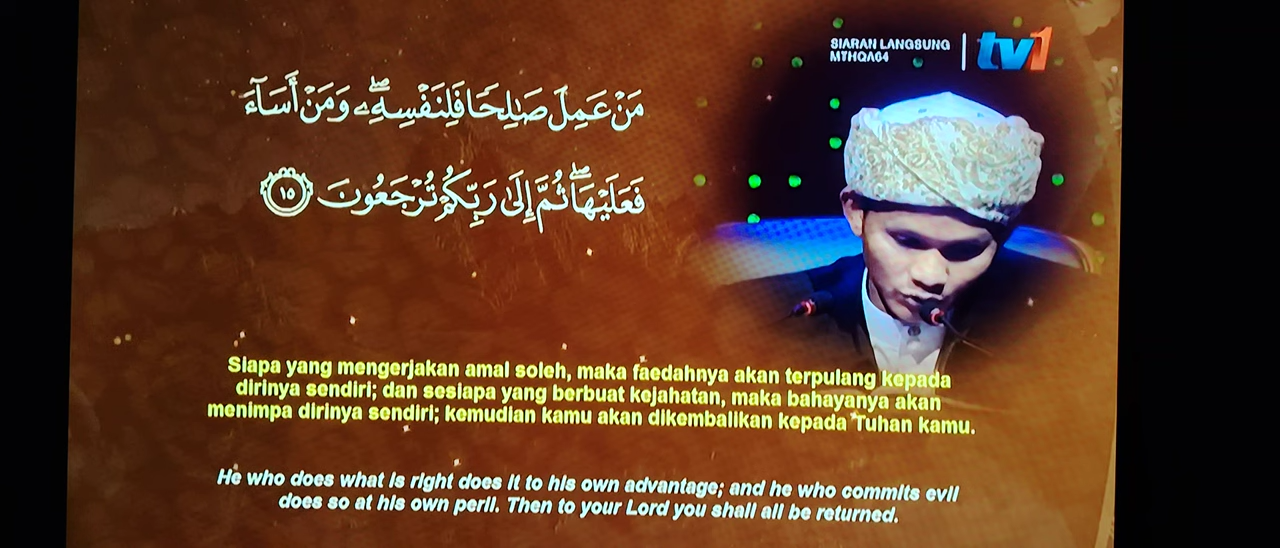 SIARAN LANGSUNG
MTHQA64
tv1
مَنْ عَمِلَ صَـٰلِحًا فَلِنَفْسِهِۦ ۖ وَمَنْ أَسَآءَ
فَعَلَيْهَا ۖ ثُمَّ إِلَىٰ رَبِّكُمْ تُرْجَعُونَ ١٥
Siapa yang mengerjakan amal soleh, maka faedahnya akan terpulang kepada
dirinya sendiri; dan sesiapa yang berbuat kejahatan, maka bahayanya akan
menimpa dirinya sendiri; kemudian kamu akan dikembalikan kepada Tuhan kamu.
He who does what is right does it to his own advantage; and he who commits evil
does so at his own peril. Then to your Lord you shall all be returned.